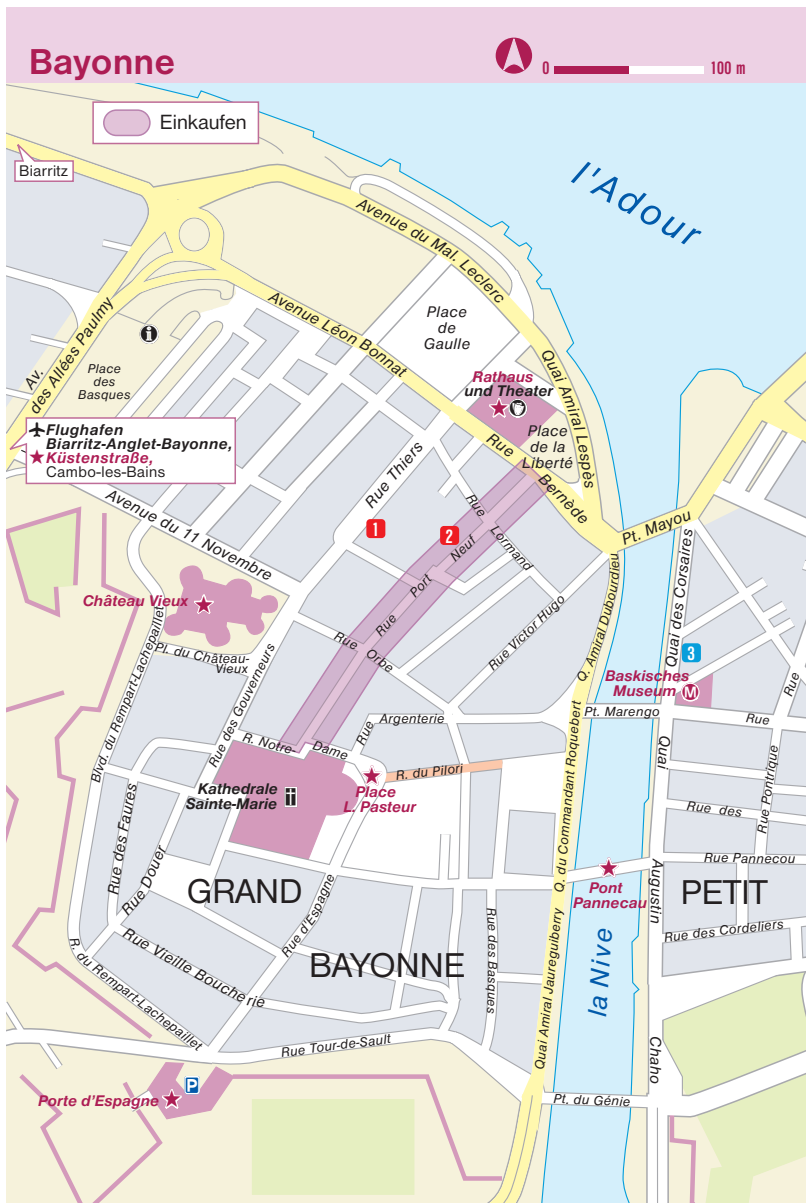 Bayonne
0
100 m
Einkaufen
Biarritz
l'Adour
Avenue du Mal. Leclerc
Avenue Léon Bonnat
Place
de
Gaulle
Av.
des Allées Paulmy
Place
des
Basques
Quai Amiral Lespès
Rathaus
und Theater
Place
de la
Liberté
Flughafen
Biarritz-Anglet-Bayonne,
Küstenstraße,
Cambo-les-Bains
Rue Thiers
Rue
Bernède
Avenue du 11 Novembre
1
2
Rue
Lormand
Pt. Mayou
Rue Port Neuf
Château Vieux
Pl. du Château-
Vieux
Rue Orbe
Rue Victor Hugo
Q. Amiral Dubourdieu
Quai des Corsaires
3
Baskisches
Museum
M
Rue
Blvd. du Rempart-Lachepaillet
Rue des Gouverneurs
Rue
Argenterie
Pt. Marengo
Rue
R. Notre-Dame
R. du Pilori
Kathedrale
Sainte-Marie
Place
L. Pasteur
Q. du Commandant Roquebert
Quai
Augustin
Chaho
Rue Pontrique
Rue des
Rue des Faures
Rue Douer
Rue Pannecou
Pont
Pannecau
GRAND
BAYONNE
PETIT
Rue d'Espagne
Rue des Basques
Rue des Cordeliers
Rue Vieille Boucherie
la Nive
R. du Rempart-Lachepaillet
Quai Amiral Jaureguiberry
Rue Tour-de-Sault
P
Porte d'Espagne
Pt. du Génie